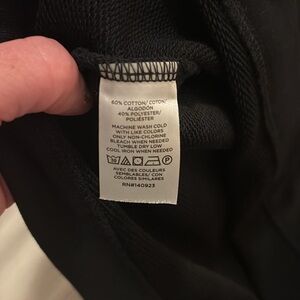 60% COTTON/ COTON/
ALGODÓN
40% POLYESTER/
POLIÉSTER
MACHINE WASH COLD
WITH LIKE COLORS
ONLY NON-CHLORINE
BLEACH WHEN NEEDED
TUMBLE DRY LOW
COOL IRON WHEN NEEDED
AVEC DES COULEURS
SEMBLABLES/ CON
COLORES SIMILARES
RN#140923